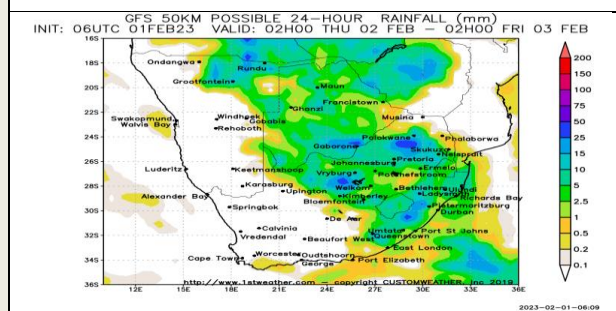 GFS 50KM POSSIBLE 24-HOUR RAINFALL (mm)
INIT: 06UTC 01FEB23 VALID: 02H00 THU 02 FEB – 02H00 FRI 03 FEB
16S
Ondangwa
Rundu
18S
Grootfontein
Maun
20S
Francistown
Ghanzi
22S
Windhoek
Gobabis
Musina
Swakopmund
Walvis Bay
Rehoboth
24S
Polokwane
Phalaborwa
Gaborone
Skukuza
Nelspruit
Pretoria
Johannesburg
26S
Luderitz
Keetmanshoop
Vryburg
Potchefstroom
Ermelo
Karasburg
Upington
Welkom
Bethlehem
Ulundi
28S
Alexander Bay
Kimberley
Ladysmith
Richards Bay
Bloemfontein
Springbok
Pietermaritzburg
30S
De Aar
Durban
Calvinia
Umtata
Port St Johns
Vredendal
Beaufort West
Queenstown
32S
East London
Worcester
Oudtshoorn
Cape Town
George
Port Elizabeth
34S
http://www.1stweather.com – copyright CUSTOMWEATHER, Inc 2019
36S
12E 15E 18E 21E 24E 27E 30E 33E 36E
200
150
100
75
50
25
15
10
5
2.5
1
0.5
0.2
0.1
2023-02-01-06:09